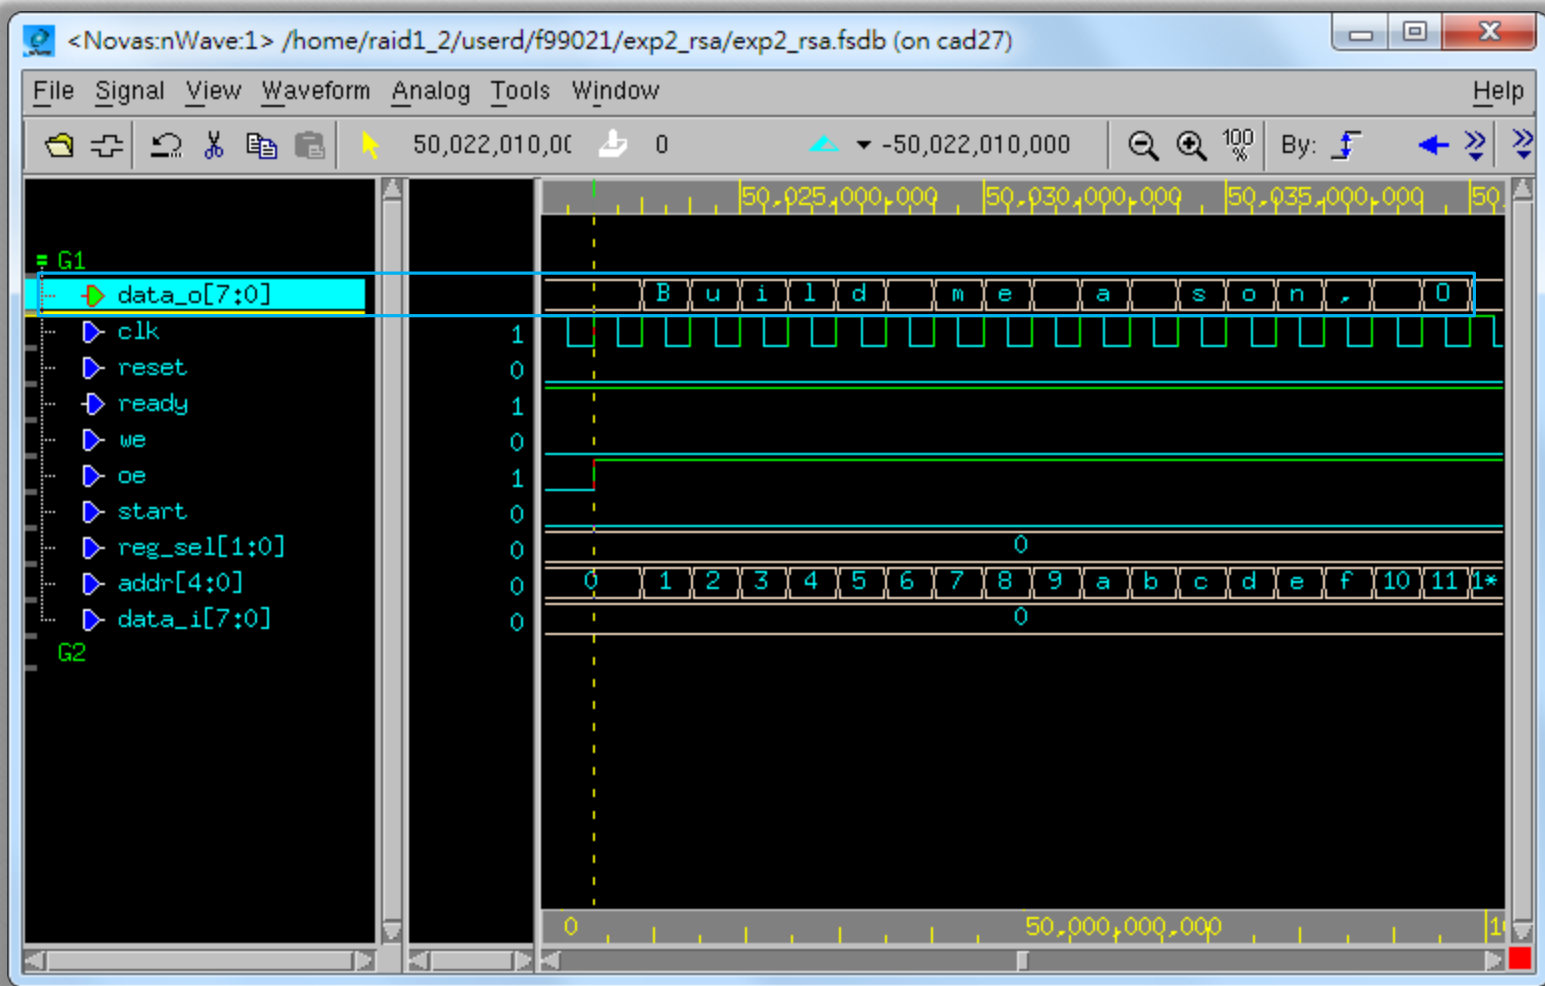 <Novas:nWave:1> /home/raid1_2/userd/f99021/exp2_rsa/exp2_rsa.fsdb (on cad27)
File Signal View Waveform Analog Tools Window Help
50,022,010,00 0 -50,022,010,000 100 % By:
50,025,000,000 50,030,000,000 50,035,000,000 50,
G1
data_o[7:0] B u i l d m e a s o n , O
clk 1
reset 0
ready 1
we 0
oe 1
start 0
reg_sel[1:0] 0 0
addr[4:0] 0 0 1 2 3 4 5 6 7 8 9 a b c d e f 10 11 1*
data_i[7:0] 0 0
G2
0 50,000,000,000 1